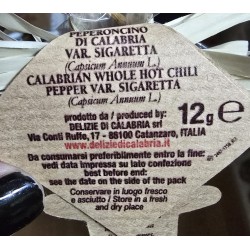 PEPERONCINO
DI CALABRIA
VAR. SIGARETTA
(Capsicum Annuum L.)
CALABRIAN WHOLE HOT CHILI
PEPPER VAR. SIGARETTA
(Capsicum Annuum L.)
prodotto da / produced by:
DELIZIE DI CALABRIA srl
Via Conti Ruffo, 17 - 88100 Catanzaro, ITALIA
www.deliziedicalabria.it
12g e
Da consumarsi preferibilmente entro la fine:
vedi data impressa su lato confezione
best before end:
see the date on the side of the pack
Conservare in luogo fresco
e asciutto / Store in a fresh
and dry place